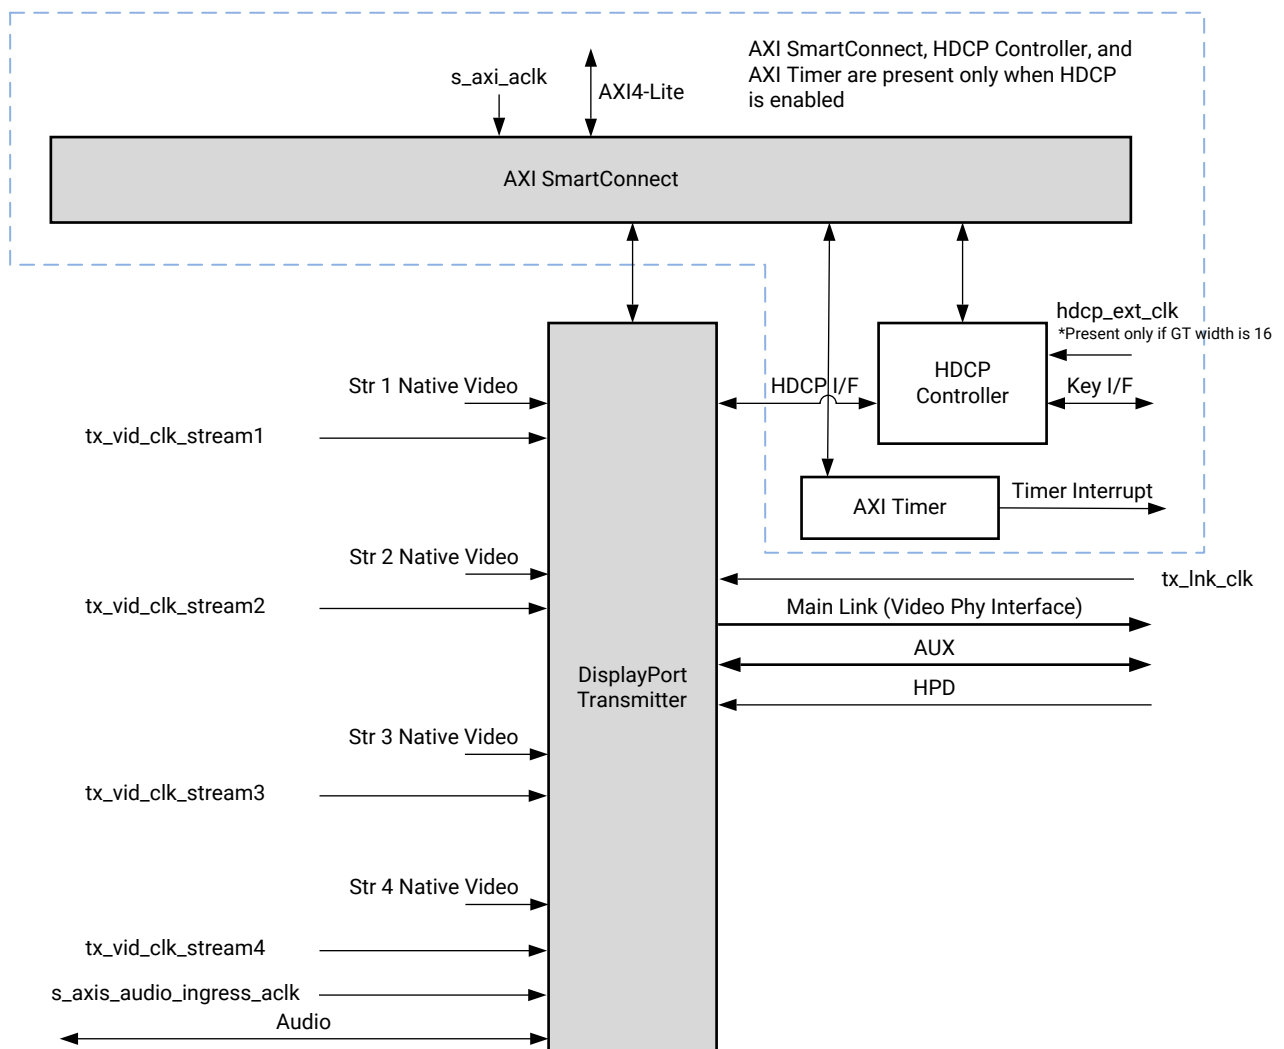 AXI SmartConnect, HDCP Controller, and
AXI Timer are present only when HDCP
is enabled
s_axi_aclk
AXI4-Lite
AXI SmartConnect
hdcp_ext_clk
*Present only if GT width is 16
HDCP
Controller
HDCP I/F
Key I/F
Str 1 Native Video
tx_vid_clk_stream1
AXI Timer
Timer Interrupt
Str 2 Native Video
tx_vid_clk_stream2
tx_lnk_clk
Main Link (Video Phy Interface)
AUX
HPD
DisplayPort
Transmitter
Str 3 Native Video
tx_vid_clk_stream3
Str 4 Native Video
tx_vid_clk_stream4
s_axis_audio_ingress_aclk
Audio